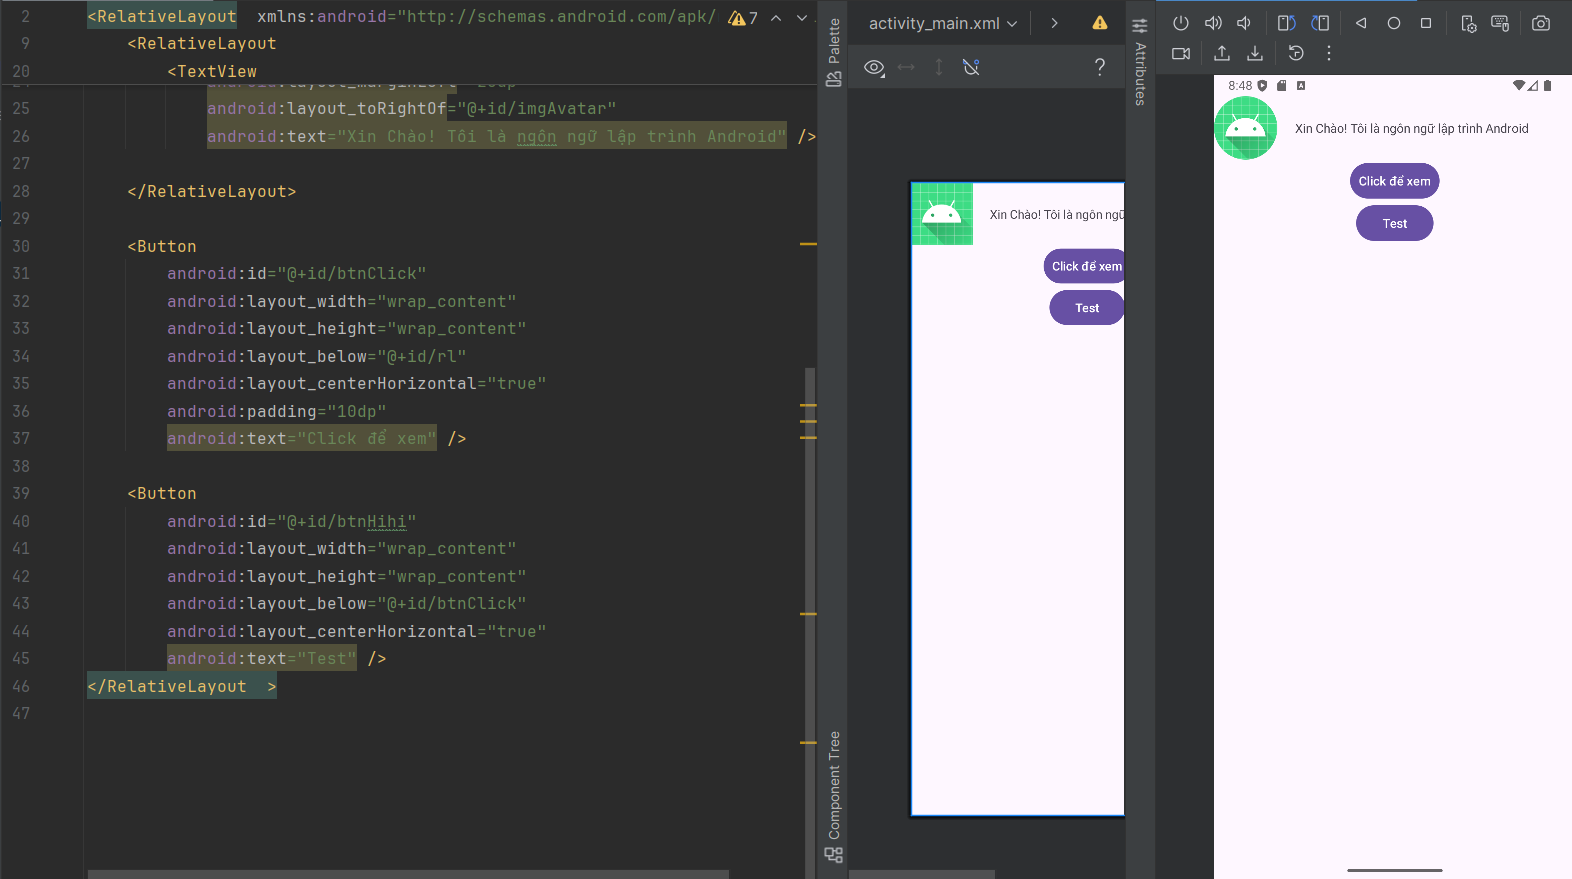 2 <RelativeLayout xmlns:android="http://schemas.android.com/apk/ 7
9 <RelativeLayout
20 <TextView
25 android:layout_toRightOf="@+id/imgAvatar"
26 android:text="Xin Chào! Tôi là ngôn ngữ lập trình Android" />
27
28 </RelativeLayout>
29
30 <Button
31 android:id="@+id/btnClick"
32 android:layout_width="wrap_content"
33 android:layout_height="wrap_content"
34 android:layout_below="@+id/rl"
35 android:layout_centerHorizontal="true"
36 android:padding="10dp"
37 android:text="Click để xem" />
38
39 <Button
40 android:id="@+id/btnHihi"
41 android:layout_width="wrap_content"
42 android:layout_height="wrap_content"
43 android:layout_below="@+id/btnClick"
44 android:layout_centerHorizontal="true"
45 android:text="Test" />
46 </RelativeLayout >
47
Palette
Component Tree
activity_main.xml
?
Xin Chào! Tôi là ngôn ngữ
Click để xem
Test
Attributes
8:48
Xin Chào! Tôi là ngôn ngữ lập trình Android
Click để xem
Test